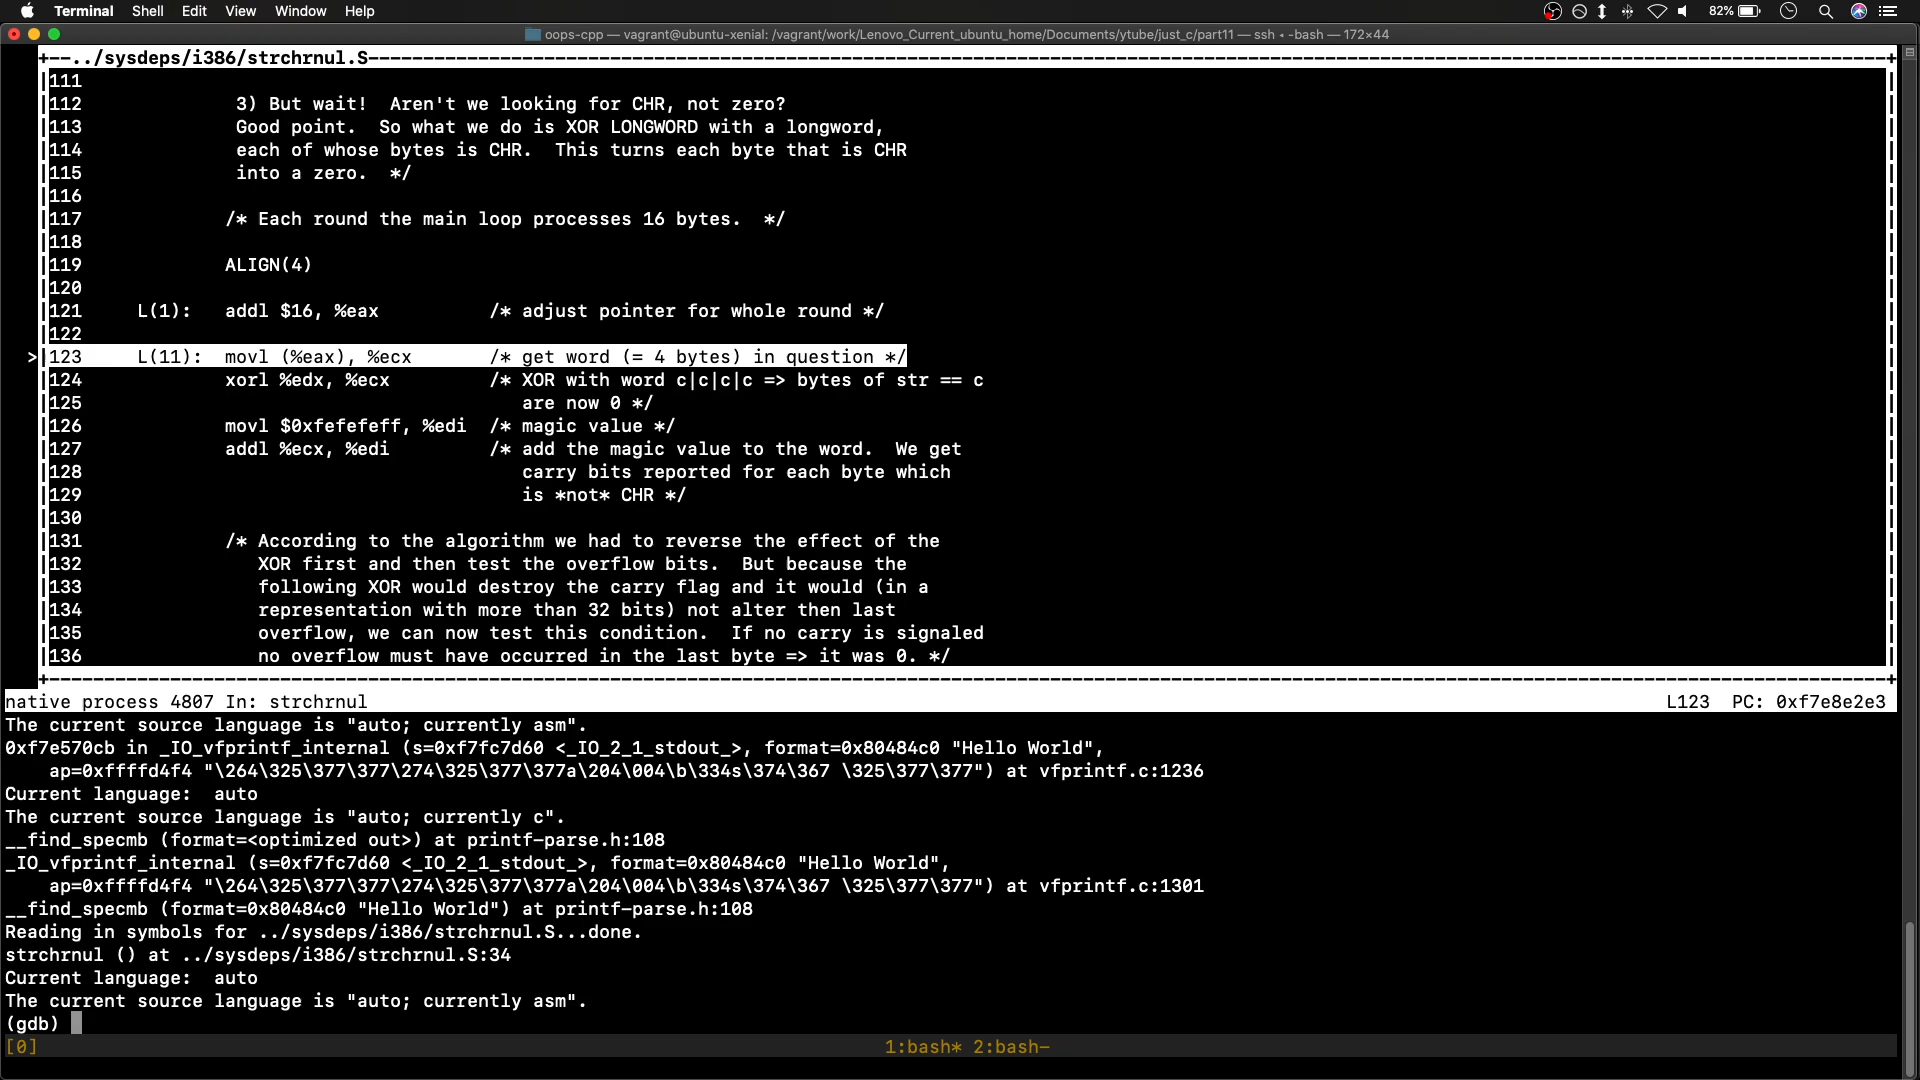 Terminal Shell Edit View Window Help 82%
oops-cpp — vagrant@ubuntu-xenial: /vagrant/work/Lenovo_Current_ubuntu_home/Documents/ytube/just_c/part11 — ssh ◂ -bash — 172×44
+--../sysdeps/i386/strchrnul.S---+
111
112 3) But wait!  Aren't we looking for CHR, not zero?
113 Good point.  So what we do is XOR LONGWORD with a longword,
114 each of whose bytes is CHR.  This turns each byte that is CHR
115 into a zero.  */
116
117 /* Each round the main loop processes 16 bytes.  */
118
119 ALIGN(4)
120
121 L(1): addl $16, %eax /* adjust pointer for whole round */
122
>123 L(11): movl (%eax), %ecx /* get word (= 4 bytes) in question */
124 xorl %edx, %ecx /* XOR with word c|c|c|c => bytes of str == c
125 are now 0 */
126 movl $0xfefefeff, %edi /* magic value */
127 addl %ecx, %edi /* add the magic value to the word.  We get
128 carry bits reported for each byte which
129 is *not* CHR */
130
131 /* According to the algorithm we had to reverse the effect of the
132 XOR first and then test the overflow bits.  But because the
133 following XOR would destroy the carry flag and it would (in a
134 representation with more than 32 bits) not alter then last
135 overflow, we can now test this condition.  If no carry is signaled
136 no overflow must have occurred in the last byte => it was 0. */
native process 4807 In: strchrnul L123 PC: 0xf7e8e2e3
The current source language is "auto; currently asm".
0xf7e570cb in _IO_vfprintf_internal (s=0xf7fc7d60 <_IO_2_1_stdout_>, format=0x80484c0 "Hello World",
ap=0xffffd4f4 "\264\325\377\377\274\325\377\377a\204\004\b\334s\374\367 \325\377\377") at vfprintf.c:1236
Current language:  auto
The current source language is "auto; currently c".
__find_specmb (format=<optimized out>) at printf-parse.h:108
_IO_vfprintf_internal (s=0xf7fc7d60 <_IO_2_1_stdout_>, format=0x80484c0 "Hello World",
ap=0xffffd4f4 "\264\325\377\377\274\325\377\377a\204\004\b\334s\374\367 \325\377\377") at vfprintf.c:1301
__find_specmb (format=0x80484c0 "Hello World") at printf-parse.h:108
Reading in symbols for ../sysdeps/i386/strchrnul.S...done.
strchrnul () at ../sysdeps/i386/strchrnul.S:34
Current language:  auto
The current source language is "auto; currently asm".
(gdb)
[0] 1:bash* 2:bash-